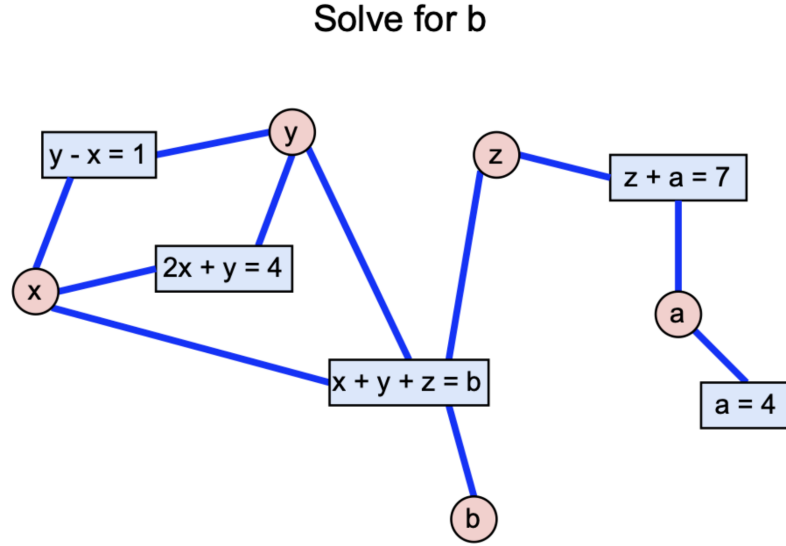 Solve for b
y - x = 1
y
z
z + a = 7
2x + y = 4
x
a
x + y + z = b
a = 4
b